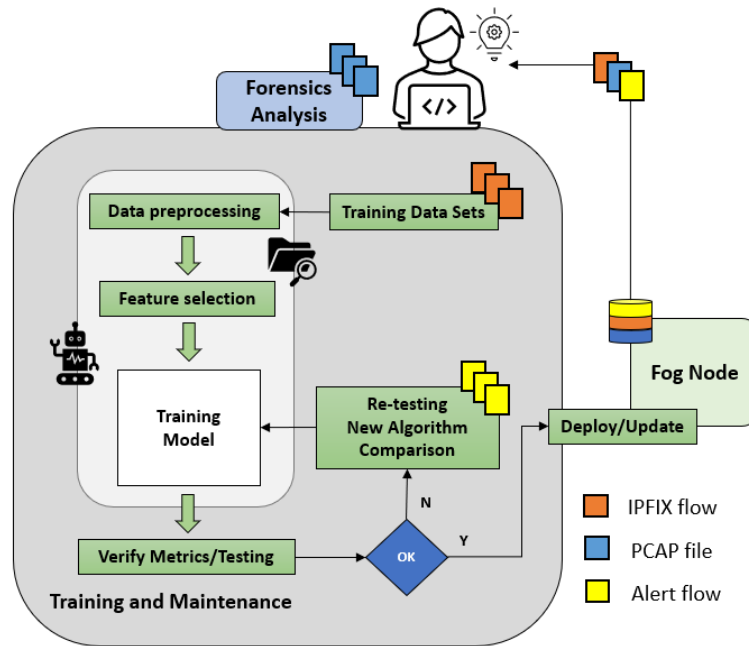 Forensics
Analysis
</>
Data preprocessing
Training Data Sets
Feature selection
Training
Model
Re-testing
New Algorithm
Comparison
Fog Node
Deploy/Update
N
Y
OK
Verify Metrics/Testing
Training and Maintenance
IPFIX flow
PCAP file
Alert flow